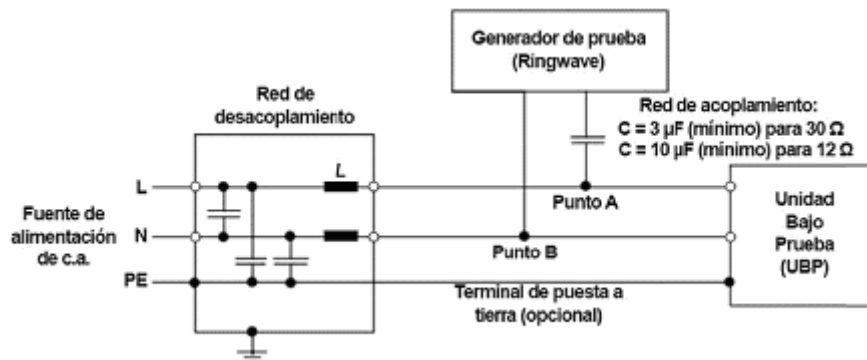 Generador de prueba
(Ringwave)
Red de
desacoplamiento
Red de acoplamiento:
C = 3 µF (mínimo) para 30 Ω
C = 10 µF (mínimo) para 12 Ω
L
L
Punto A
Fuente de
alimentación
de c.a.
N
Punto B
Unidad
Bajo
Prueba
(UBP)
PE
Terminal de puesta a
tierra (opcional)